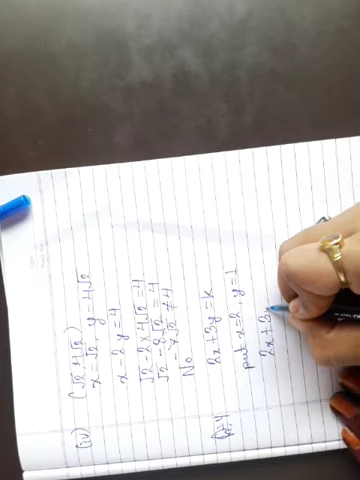 (iv) (√2, 4√2)
x = √2, y = 4√2
x - 2y = 4
√2 - 2 × 4√2 = 4
√2 - 8√2 = 4
- 7√2 ≠ 4
No
Q.4 2x + 3y = k
put x = 2, y = 1
2x + 3